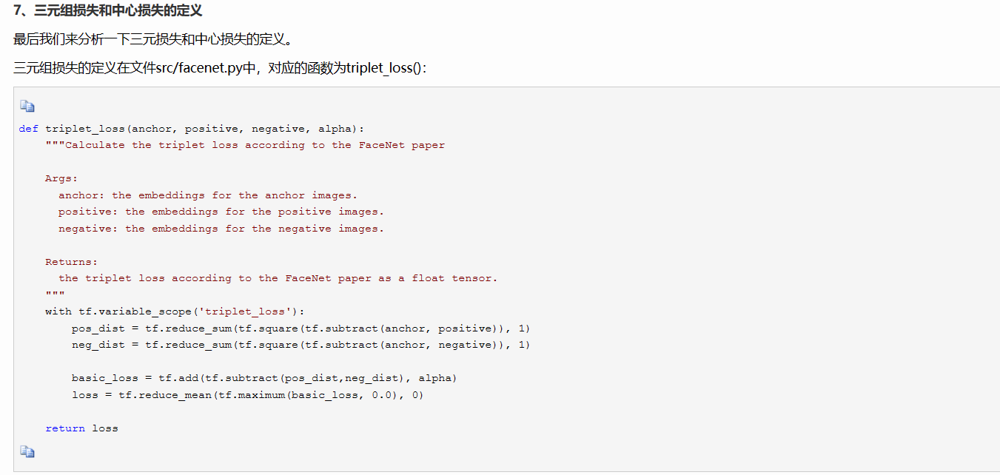 7、三元组损失和中心损失的定义
最后我们来分析一下三元损失和中心损失的定义。
三元组损失的定义在文件src/facenet.py中，对应的函数为triplet_loss()：
def triplet_loss(anchor, positive, negative, alpha):
    """Calculate the triplet loss according to the FaceNet paper
    Args:
      anchor: the embeddings for the anchor images.
      positive: the embeddings for the positive images.
      negative: the embeddings for the negative images.
    Returns:
      the triplet loss according to the FaceNet paper as a float tensor.
    """
    with tf.variable_scope('triplet_loss'):
        pos_dist = tf.reduce_sum(tf.square(tf.subtract(anchor, positive)), 1)
        neg_dist = tf.reduce_sum(tf.square(tf.subtract(anchor, negative)), 1)
        basic_loss = tf.add(tf.subtract(pos_dist,neg_dist), alpha)
        loss = tf.reduce_mean(tf.maximum(basic_loss, 0.0), 0)
    return loss